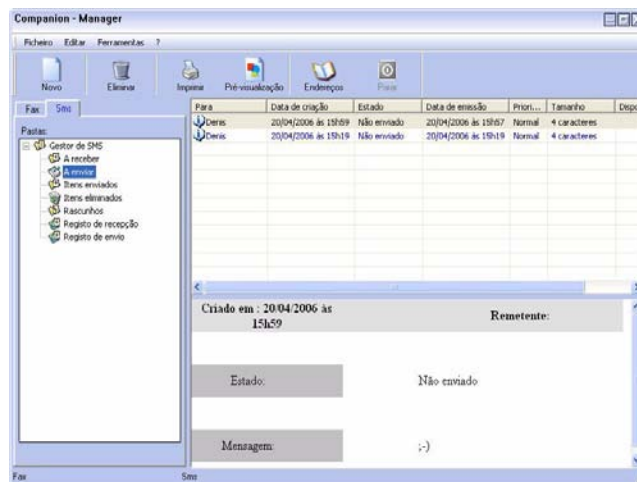 Companion - Manager
Ficheiro Editar Ferramentas ?
Novo Eliminar Imprimir Pré-visualização Endereços Parar
Fax Sms
Pastas:
Gestor de SMS
A receber
A enviar
Itens enviados
Itens eliminados
Rascunhos
Registo de recepção
Registo de envio
Para Data de criação Estado Data de emissão Priori... Tamanho Dispo
Denis 20/04/2006 às 15h59 Não enviado 20/04/2006 às 15h57 Normal 4 caracteres
Denis 20/04/2006 às 15h19 Não enviado 20/04/2006 às 15h19 Normal 4 caracteres
Criado em : 20/04/2006 às
15h59
Remetente:
Estado: Não enviado
Mensagem: ;-)
Fax Sms